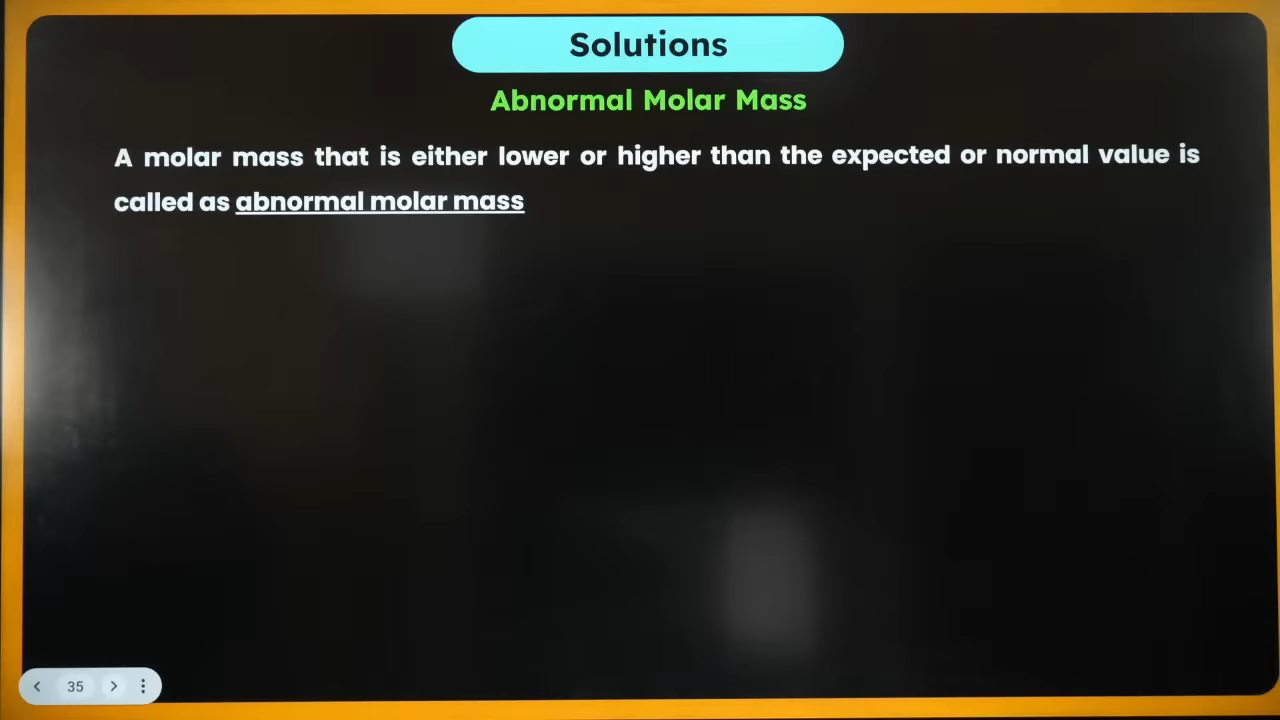 Solutions
Abnormal Molar Mass
A molar mass that is either lower or higher than the expected or normal value is
called as abnormal molar mass
35